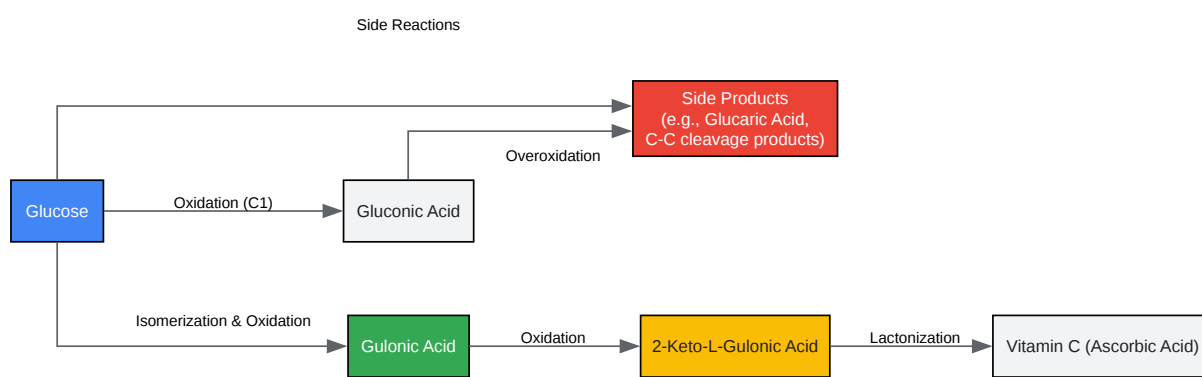 Side Reactions
Side Products
(e.g., Glucaric Acid,
C-C cleavage products)
Overoxidation
Glucose
Oxidation (C1)
Gluconic Acid
Isomerization & Oxidation
Gulonic Acid
Oxidation
2-Keto-L-Gulonic Acid
Lactonization
Vitamin C (Ascorbic Acid)